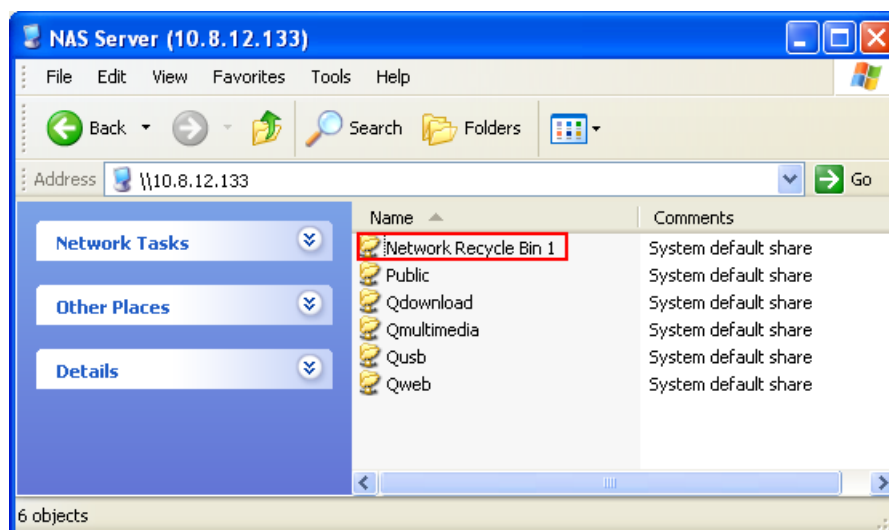 NAS Server (10.8.12.133)
File Edit View Favorites Tools Help
Back Search Folders
Address \\10.8.12.133 Go
Name Comments
Network Tasks
Other Places
Details
Network Recycle Bin 1 System default share
Public System default share
Qdownload System default share
Qmultimedia System default share
Qusb System default share
Qweb System default share
6 objects